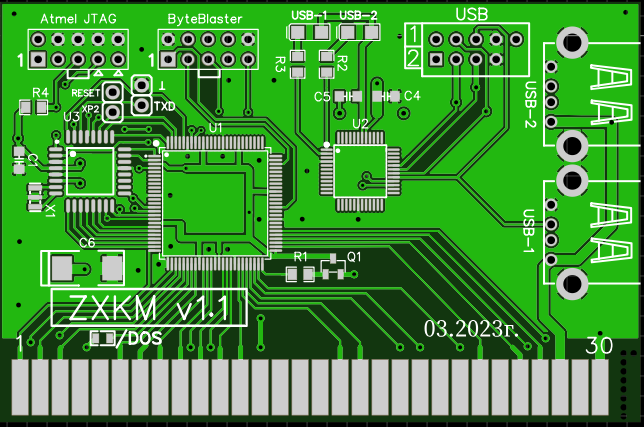 Atmel JTAG
ByteBlaster
USB-1
USB-2
USB
1
1
1
2
R3
R2
RESET
T
XP2
TXD
R4
U3
C5
C4
U1
U2
USB-2
C1
X1
USB-1
C6
R1
Q1
ZXKM v1.1
/DOS
03.2023г.
1
30